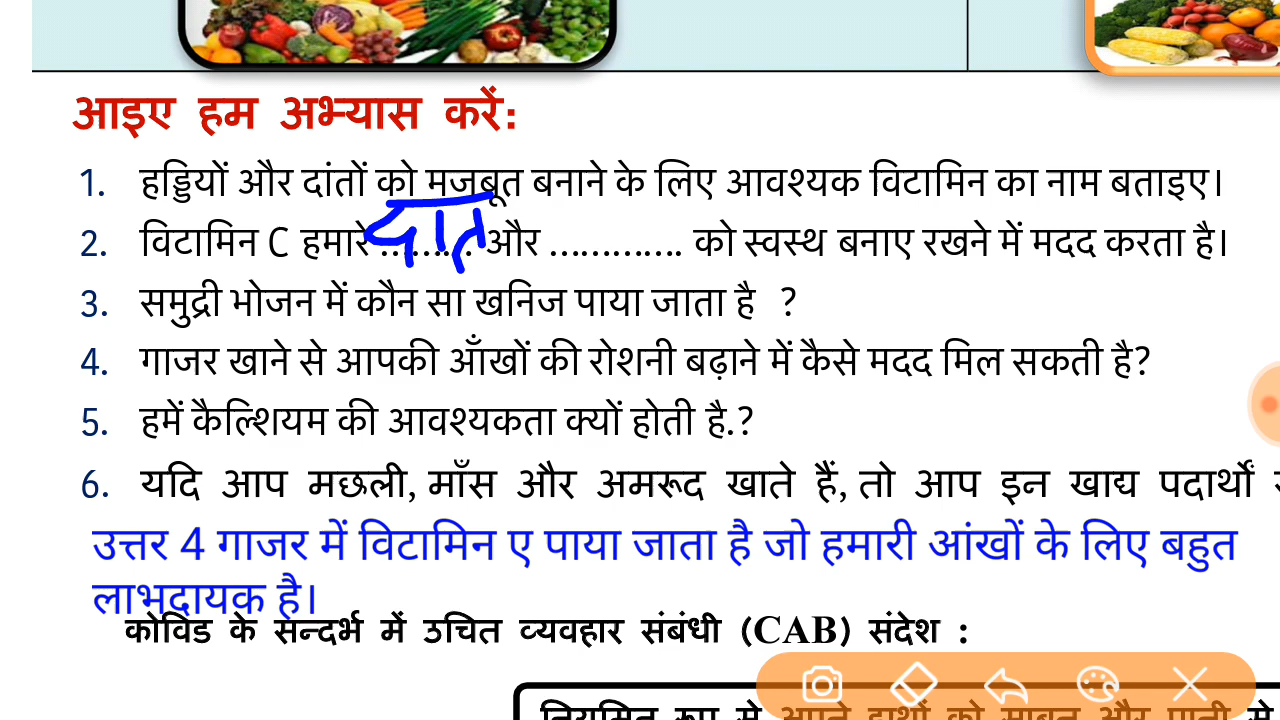 आइए हम अभ्यास करें:
1. हड्डियों और दांतों को मजबूत बनाने के लिए आवश्यक विटामिन का नाम बताइए।
2. विटामिन C हमारे दात और ............. को स्वस्थ बनाए रखने में मदद करता है।
3. समुद्री भोजन में कौन सा खनिज पाया जाता है ?
4. गाजर खाने से आपकी आँखों की रोशनी बढ़ाने में कैसे मदद मिल सकती है?
5. हमें कैल्शियम की आवश्यकता क्यों होती है.?
6. यदि आप मछली, माँस और अमरूद खाते हैं, तो आप इन खाद्य पदार्थों
उत्तर 4 गाजर में विटामिन ए पाया जाता है जो हमारी आंखों के लिए बहुत
लाभदायक है।
कोविड के सन्दर्भ में उचित व्यवहार संबंधी (CAB) संदेश :
नियमित रूप से अपने हाथों को साबुन और पानी से